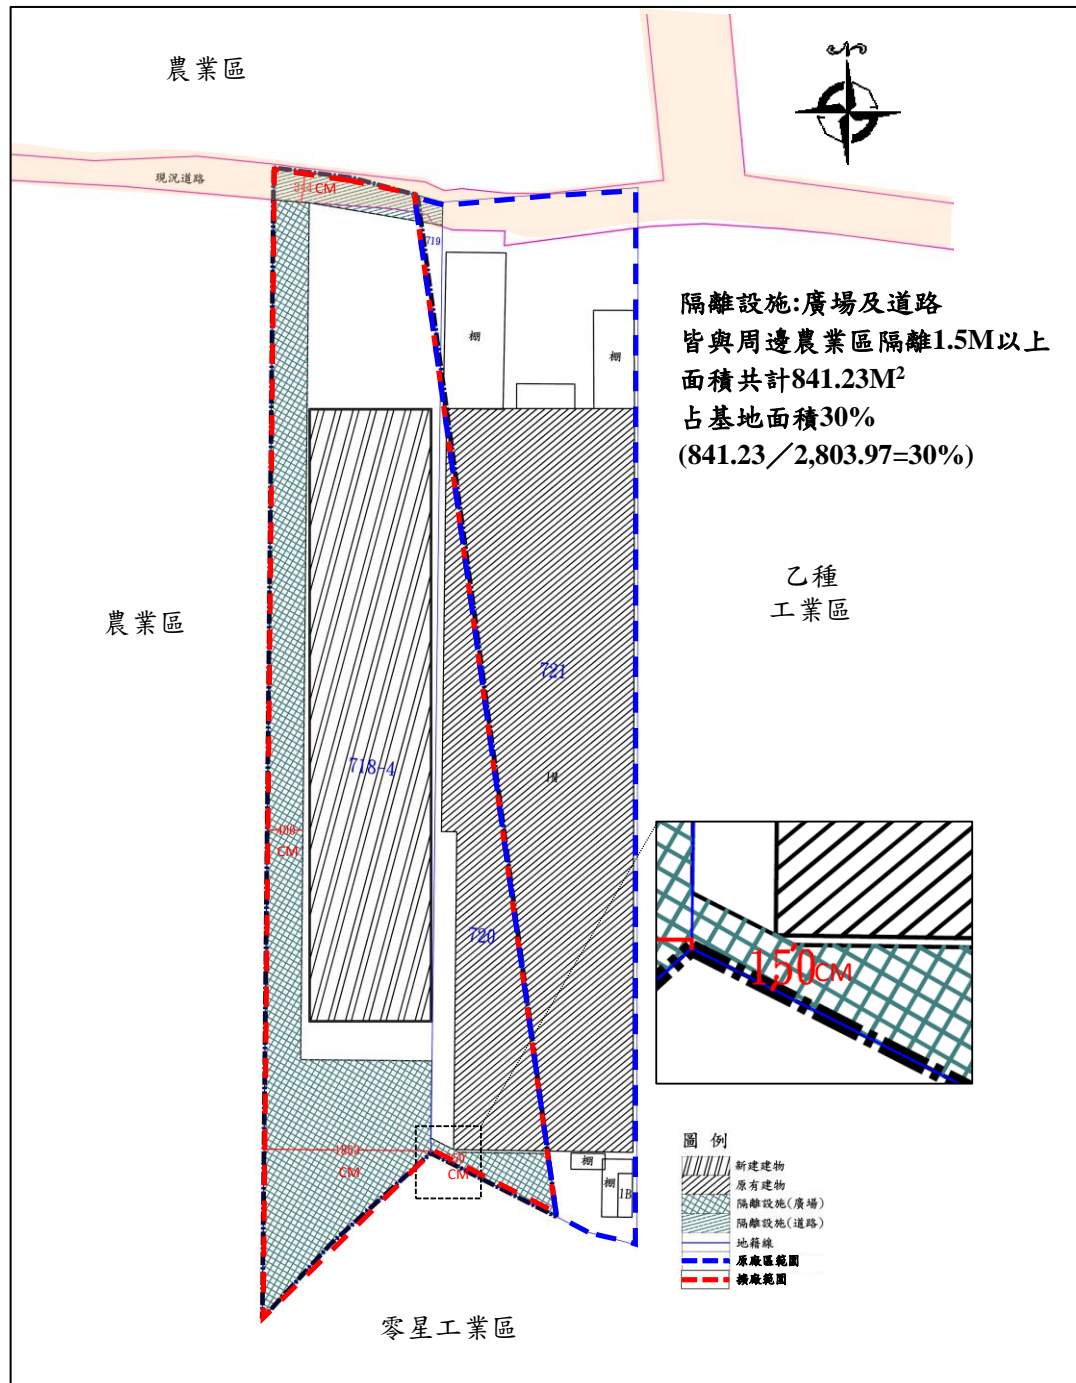 農業區
現況道路
344CM
719
棚
棚
隔離設施:廣場及道路
皆與周邊農業區隔離1.5M以上
面積共計841.23M²
占基地面積30%
(841.23／2,803.97=30%)
農業區
乙種
工業區
721
718-4
400
CM
720
150CM
1800
CM
CM
棚
棚
1B
圖 例
新建建物
原有建物
隔離設施(廣場)
隔離設施(道路)
地籍線
原廠區範圍
擴廠範圍
零星工業區